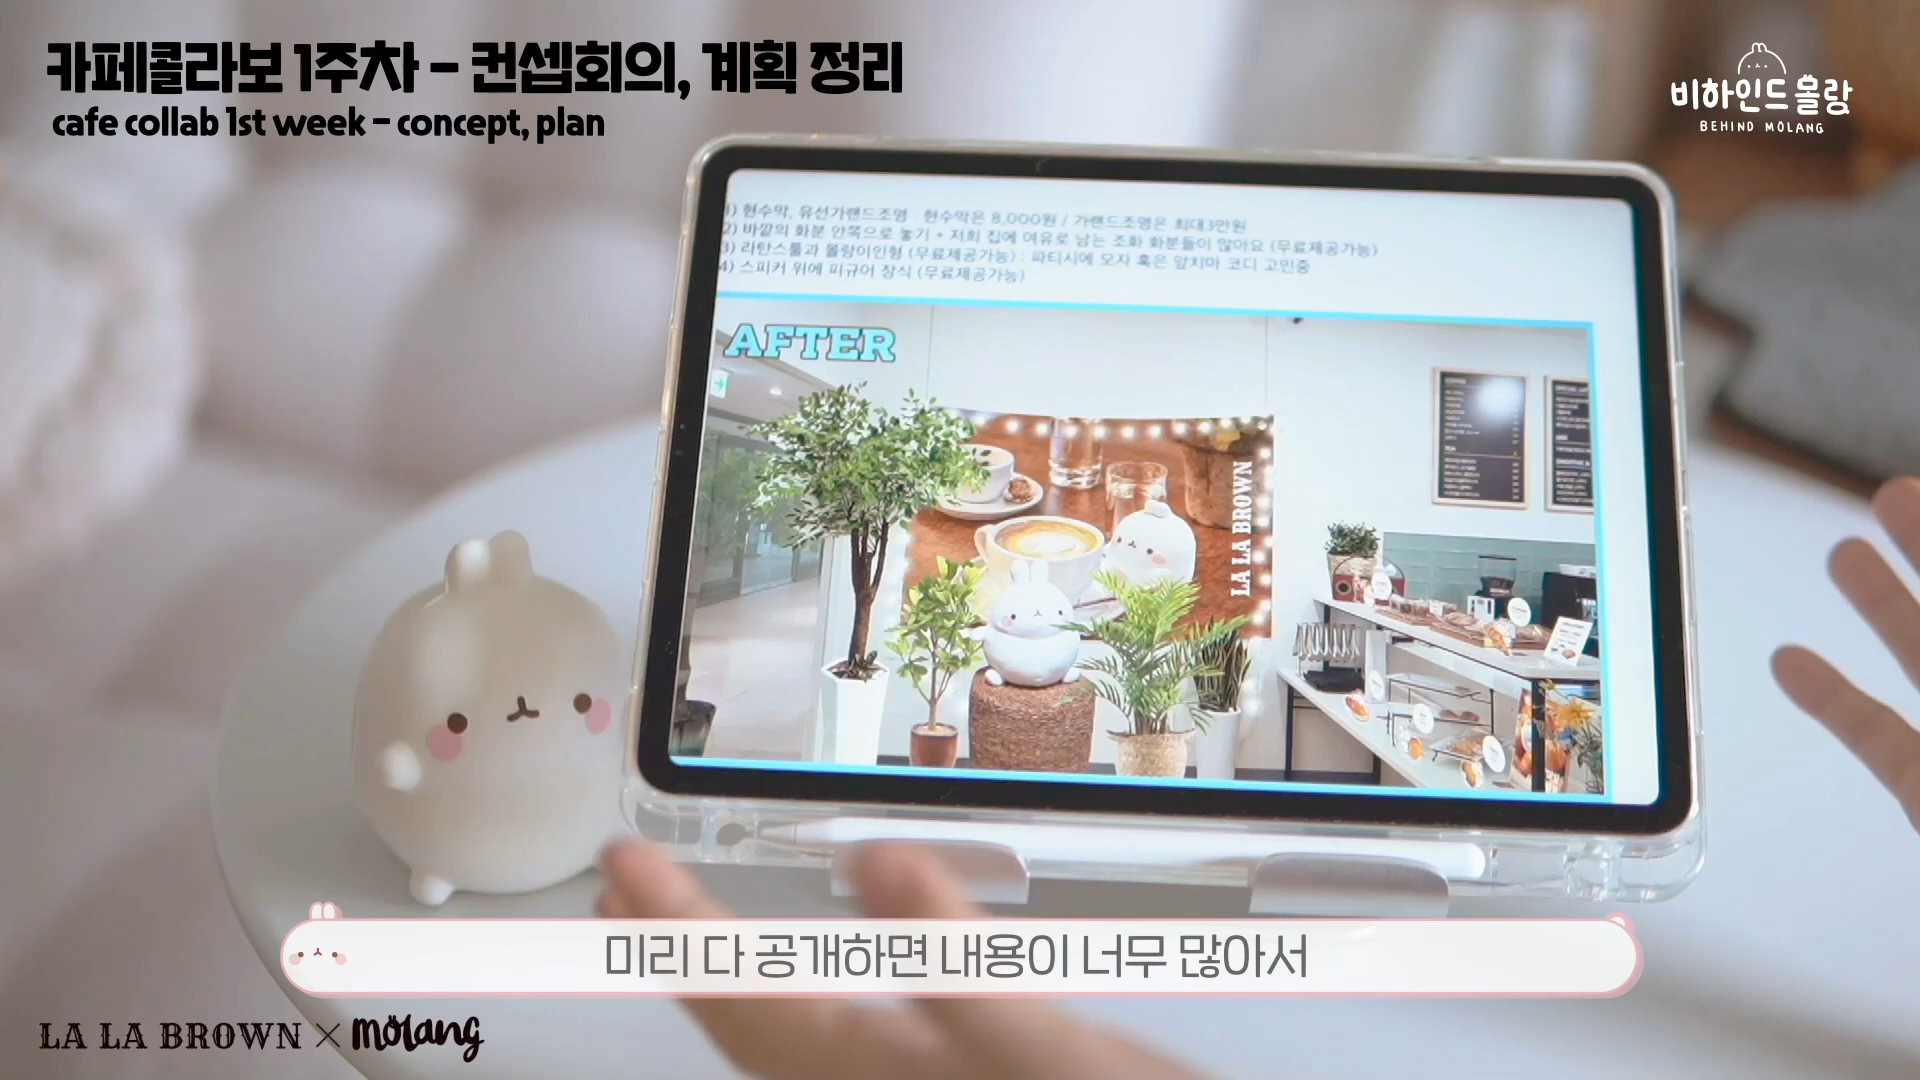 카페콜라보 1주차 - 컨셉회의, 계획 정리
cafe collab 1st week - concept, plan
비하인드 몰랑
BEHIND MOLANG
1) 현수막, 유선가랜드조명 : 현수막은 8,000원 / 가랜드조명은 최대3만원
2) 바깥의 화분 안쪽으로 놓기 + 저희 집에 여유로 남는 조화 화분들이 많아요 (무료제공가능)
3) 라탄스툴과 몰랑이인형 (무료제공가능) : 파티시에 모자 혹은 앞치마 코디 고민중
4) 스피커 위에 피규어 장식 (무료제공가능)
AFTER
LA LA BROWN
미리 다 공개하면 내용이 너무 많아서
LA LA BROWN × molang